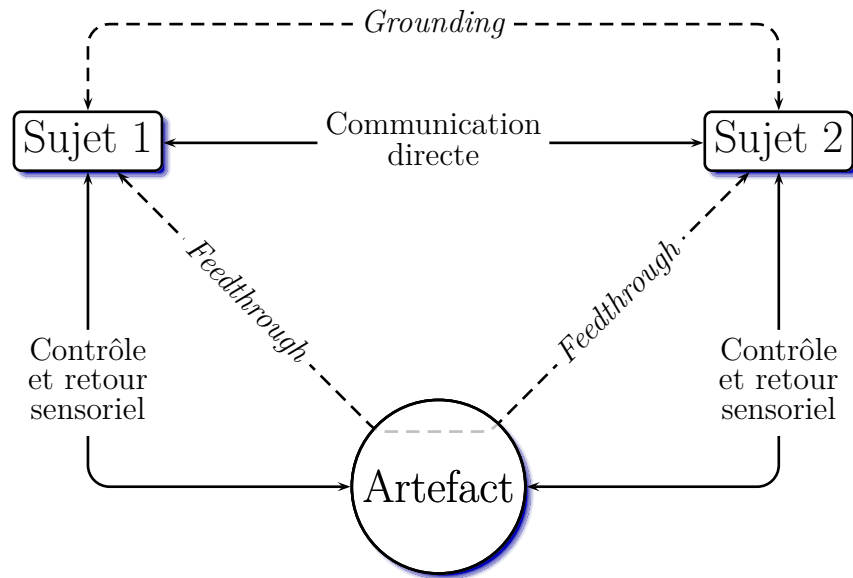 Grounding
Sujet 1
Communication
directe
Sujet 2
Feedthrough
Feedthrough
Contrôle
et retour
sensoriel
Contrôle
et retour
sensoriel
Artefact